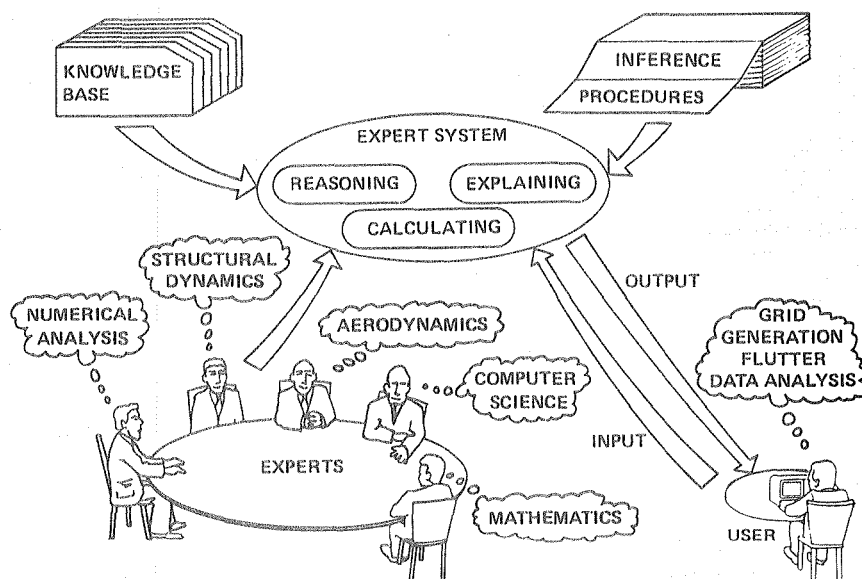 KNOWLEDGE
BASE
INFERENCE
PROCEDURES
EXPERT SYSTEM
REASONING
EXPLAINING
CALCULATING
STRUCTURAL
DYNAMICS
NUMERICAL
ANALYSIS
AERODYNAMICS
COMPUTER
SCIENCE
EXPERTS
MATHEMATICS
OUTPUT
INPUT
GRID
GENERATION
FLUTTER
DATA ANALYSIS
USER